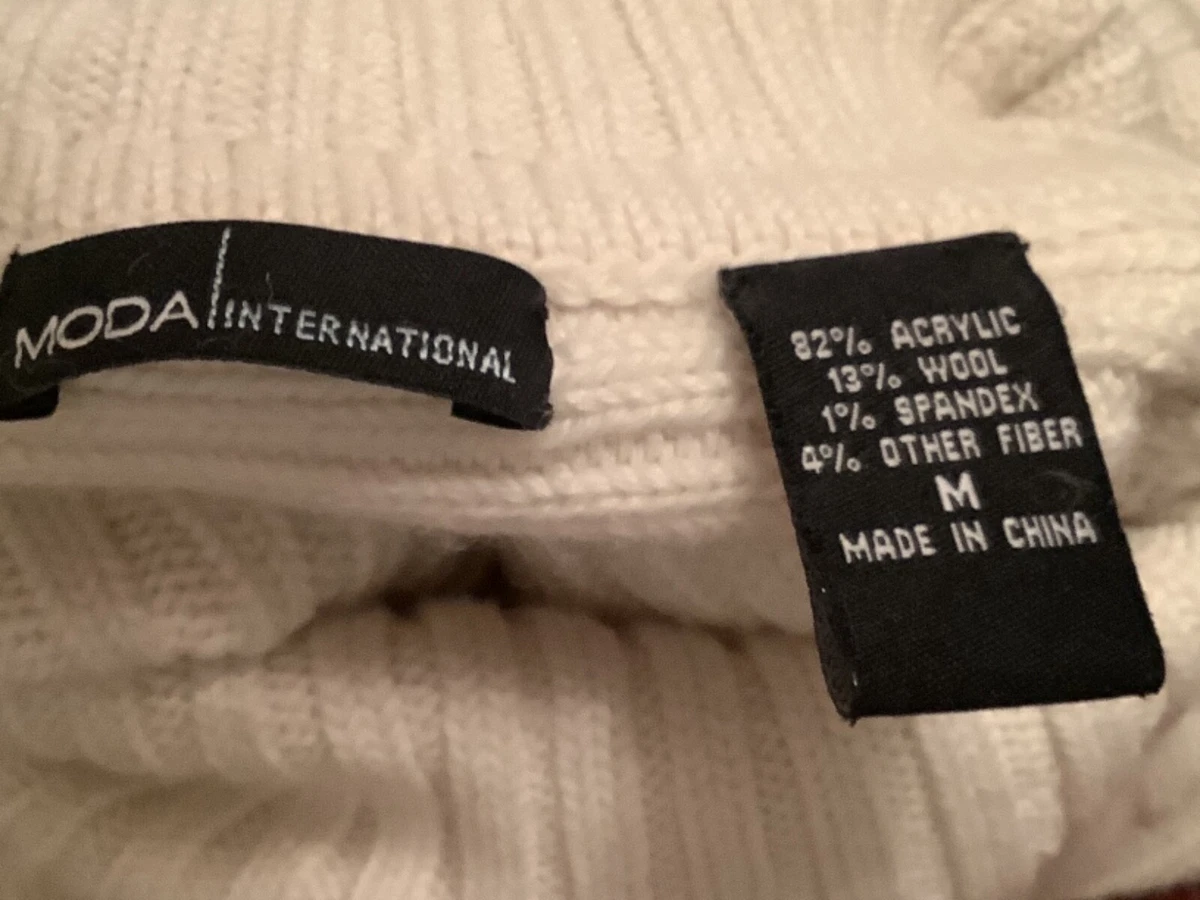 MODA INTERNATIONAL
82% ACRYLIC
13% WOOL
1% SPANDEX
4% OTHER FIBER
M
MADE IN CHINA